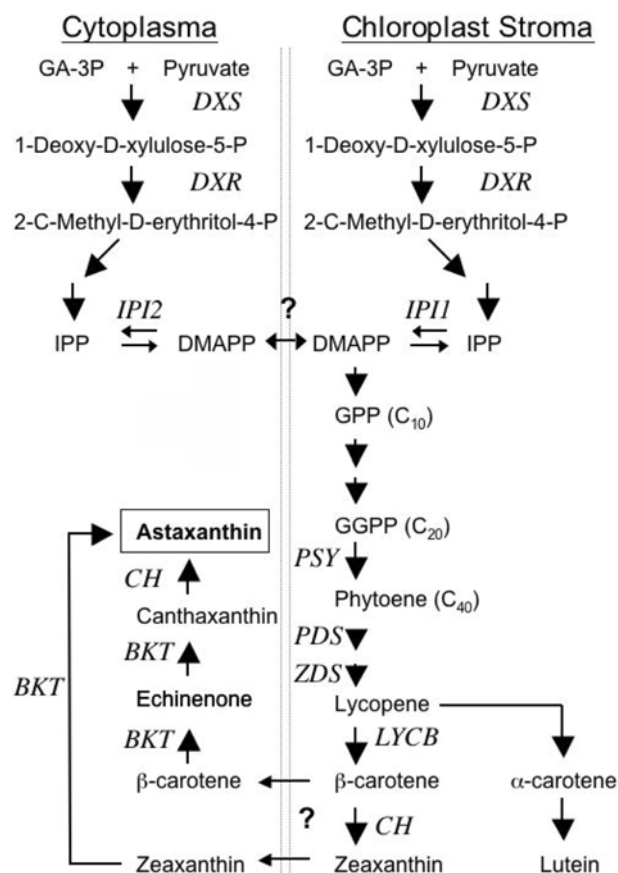 Cytoplasma Chloroplast Stroma
GA-3P + Pyruvate GA-3P + Pyruvate
DXS DXS
1-Deoxy-D-xylulose-5-P 1-Deoxy-D-xylulose-5-P
DXR DXR
2-C-Methyl-D-erythritol-4-P 2-C-Methyl-D-erythritol-4-P
IPI2 ? IPI1
IPP DMAPP DMAPP IPP
GPP (C10)
Astaxanthin GGPP (C20)
CH PSY
Canthaxanthin Phytoene (C40)
BKT PDS
BKT Echinenone ZDS Lycopene
BKT LYCB
β-carotene β-carotene α-carotene
? CH
Zeaxanthin Zeaxanthin Lutein